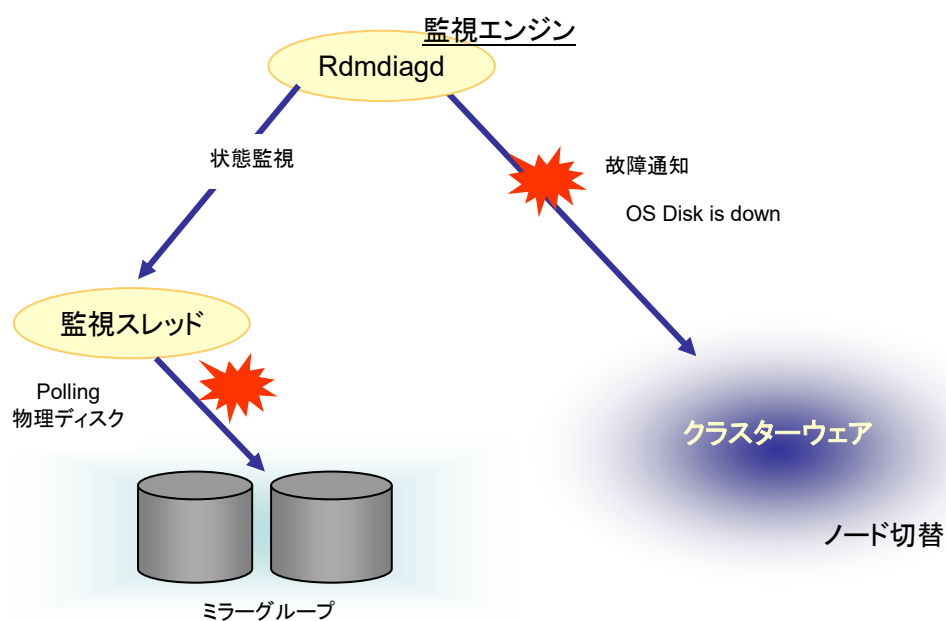 監視エンジン
Rdmdiagd
状態監視
故障通知
OS Disk is down
監視スレッド
Polling
物理ディスク
クラスターウェア
ノード切替
ミラーグループ